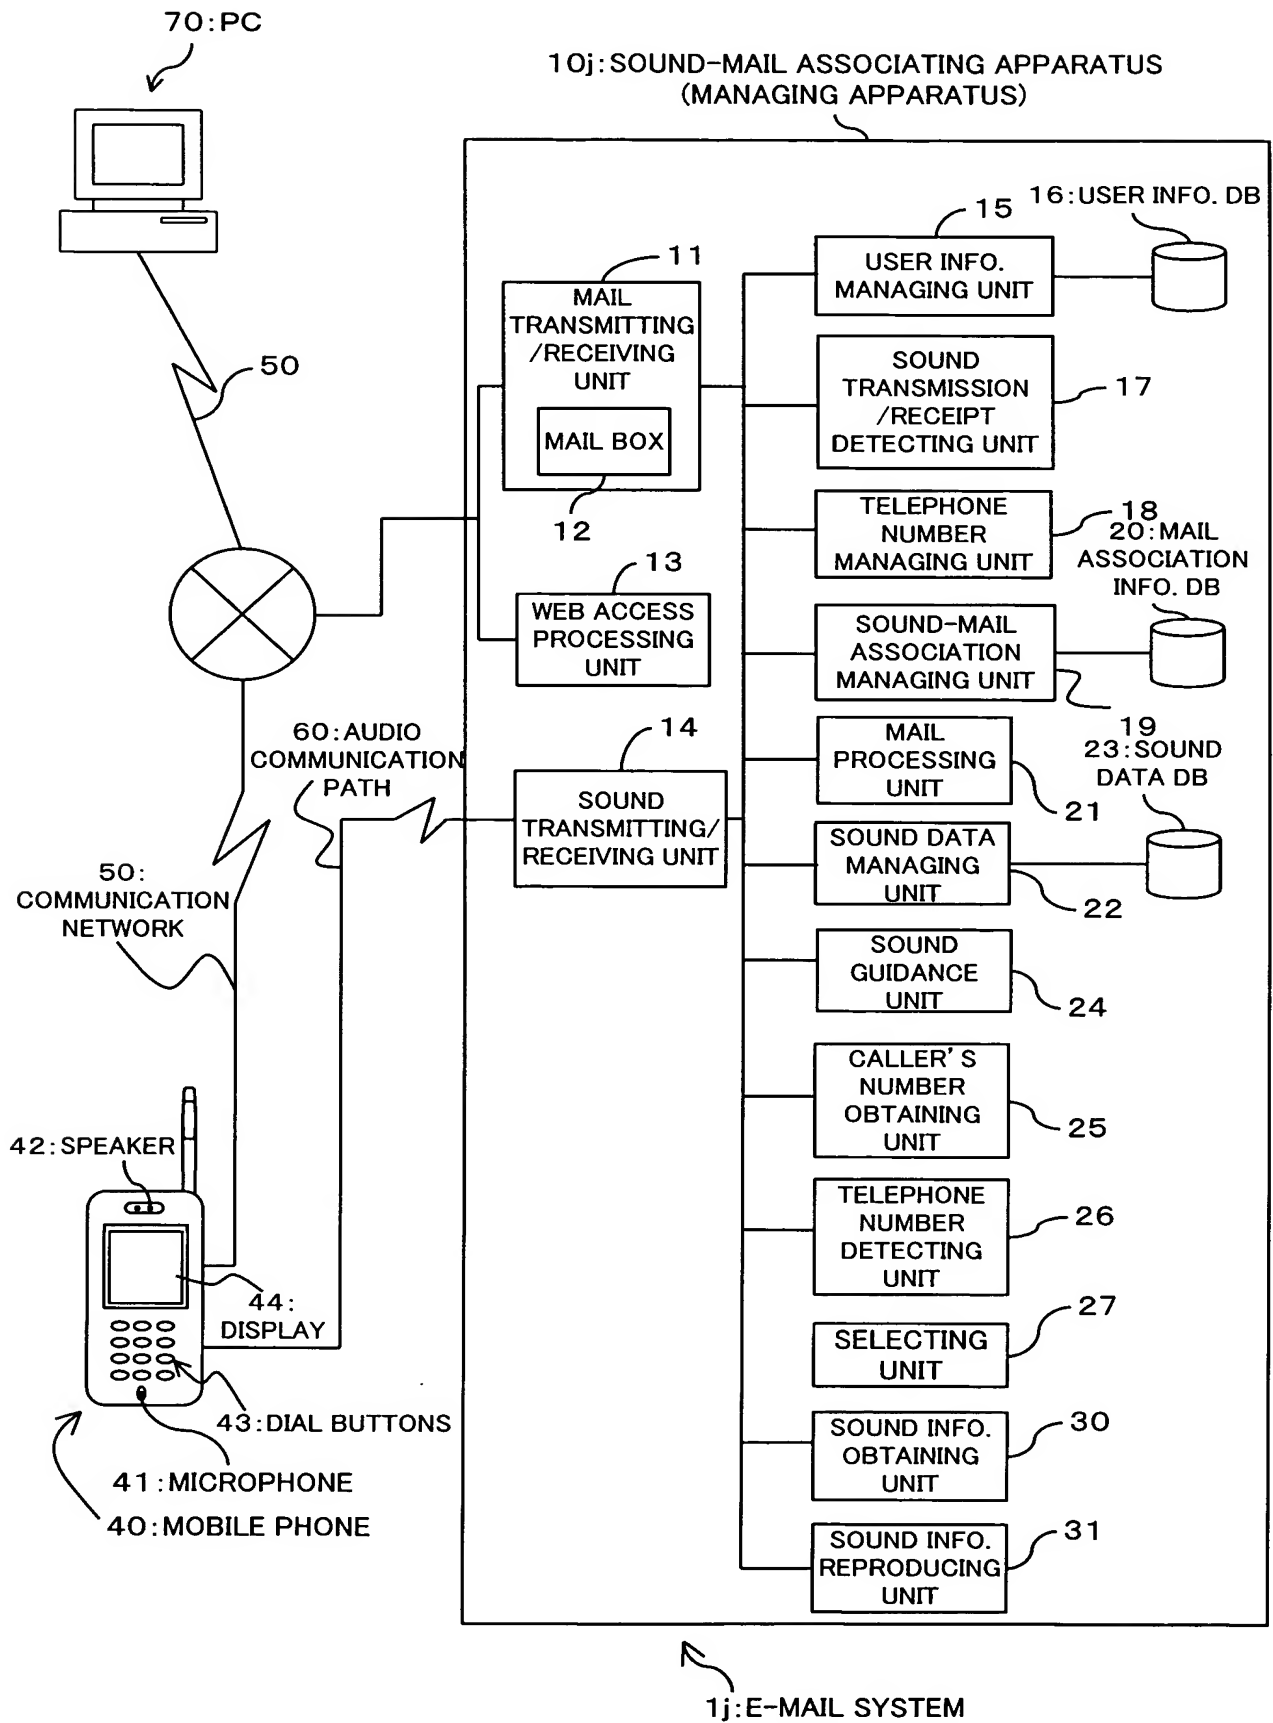 70:PC
10j:SOUND-MAIL ASSOCIATING APPARATUS
(MANAGING APPARATUS)
15
16:USER INFO. DB
USER INFO.
MANAGING UNIT
11
MAIL
TRANSMITTING
/RECEIVING
UNIT
MAIL BOX
12
50
SOUND
TRANSMISSION
/RECEIPT
DETECTING UNIT
17
TELEPHONE
NUMBER
MANAGING UNIT
18
20:MAIL
ASSOCIATION
INFO. DB
13
WEB ACCESS
PROCESSING
UNIT
SOUND-MAIL
ASSOCIATION
MANAGING UNIT
19
60:AUDIO
COMMUNICATION
PATH
14
SOUND
TRANSMITTING/
RECEIVING UNIT
MAIL
PROCESSING
UNIT
21
23:SOUND
DATA DB
SOUND DATA
MANAGING
UNIT
22
50:
COMMUNICATION
NETWORK
SOUND
GUIDANCE
UNIT
24
CALLER'S
NUMBER
OBTAINING
UNIT
25
42:SPEAKER
TELEPHONE
NUMBER
DETECTING
UNIT
26
44:
DISPLAY
SELECTING
UNIT
27
43:DIAL BUTTONS
SOUND INFO.
OBTAINING
UNIT
30
41:MICROPHONE
40:MOBILE PHONE
SOUND INFO.
REPRODUCING
UNIT
31
1j:E-MAIL SYSTEM